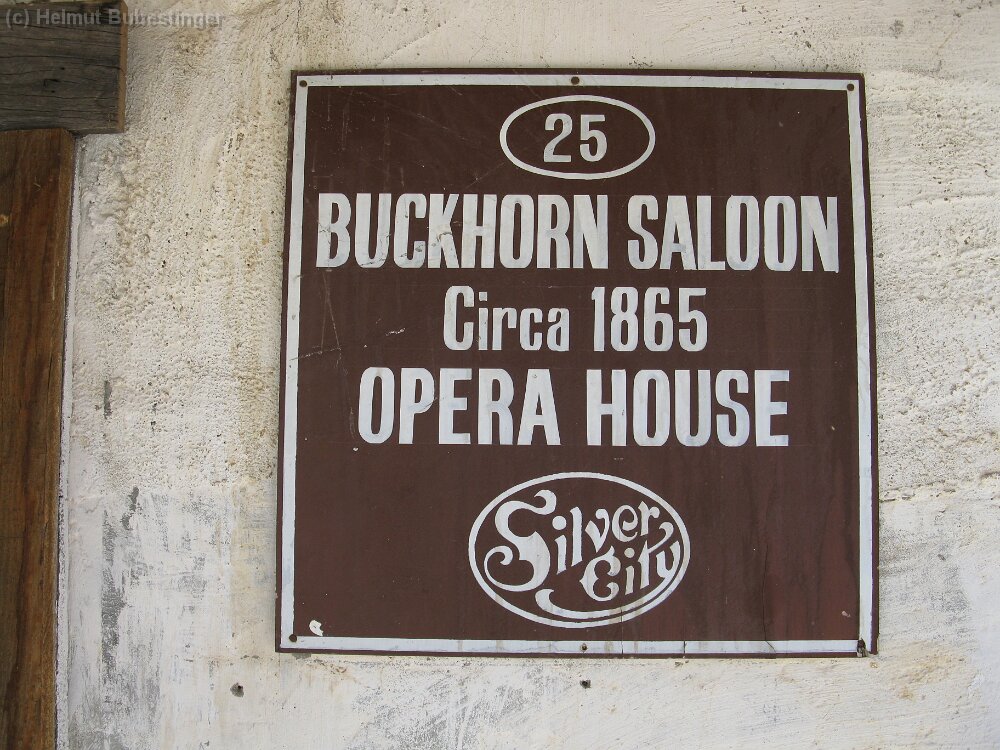 (c) Helmut Bubestinger
25
BUCKHORN SALOON
Circa 1865
OPERA HOUSE
Silver
City